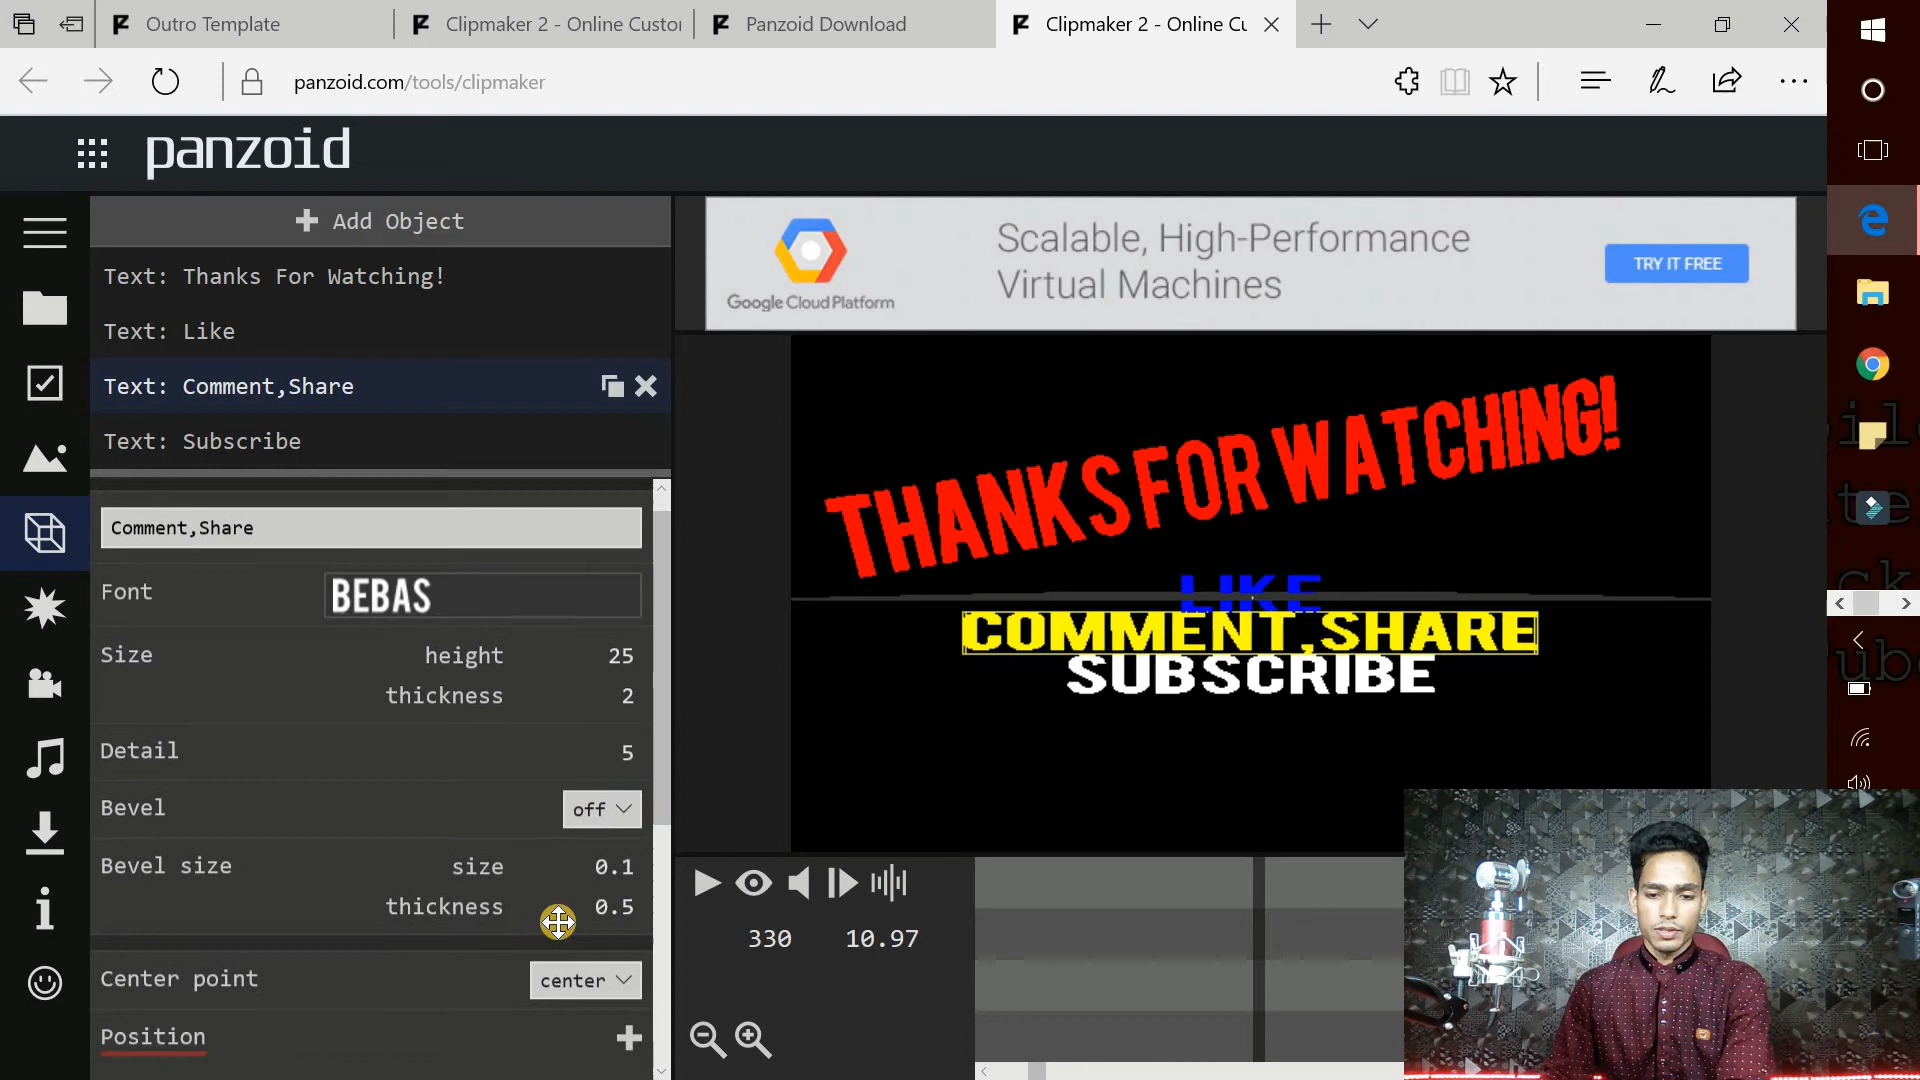 Outro Template
Clipmaker 2 - Online Custor
Panzoid Download
Clipmaker 2 - Online Cu
panzoid.com/tools/clipmaker
panzoid
Add Object
Text: Thanks For Watching!
Text: Like
Text: Comment,Share
Text: Subscribe
Comment,Share
Font BEBAS
Size height 25
thickness 2
Detail 5
Bevel off
Bevel size size 0.1
thickness 0.5
Center point center
Position
Google Cloud Platform
Scalable, High-Performance
Virtual Machines
TRY IT FREE
THANKS FOR WATCHING!
LIKE
COMMENT,SHARE
SUBSCRIBE
330 10.97